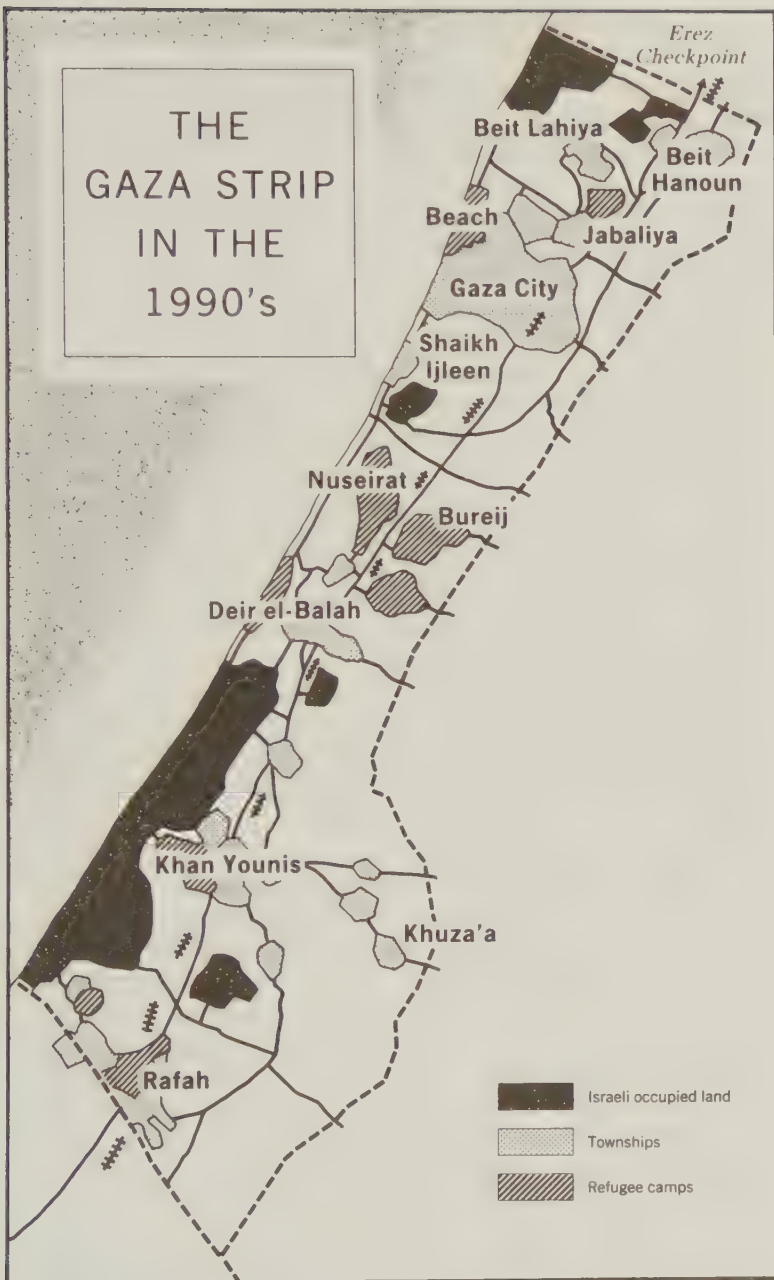 THE
GAZA STRIP
IN THE
1990's
Erez
Checkpoint
Beit Lahiya
Beit
Hanoun
Beach
Jabaliya
Gaza City
Shaikh
Ijleen
Nuseirat
Bureij
Deir el-Balah
Khan Younis
Khuza'a
Rafah
Israeli occupied land
Townships
Refugee camps